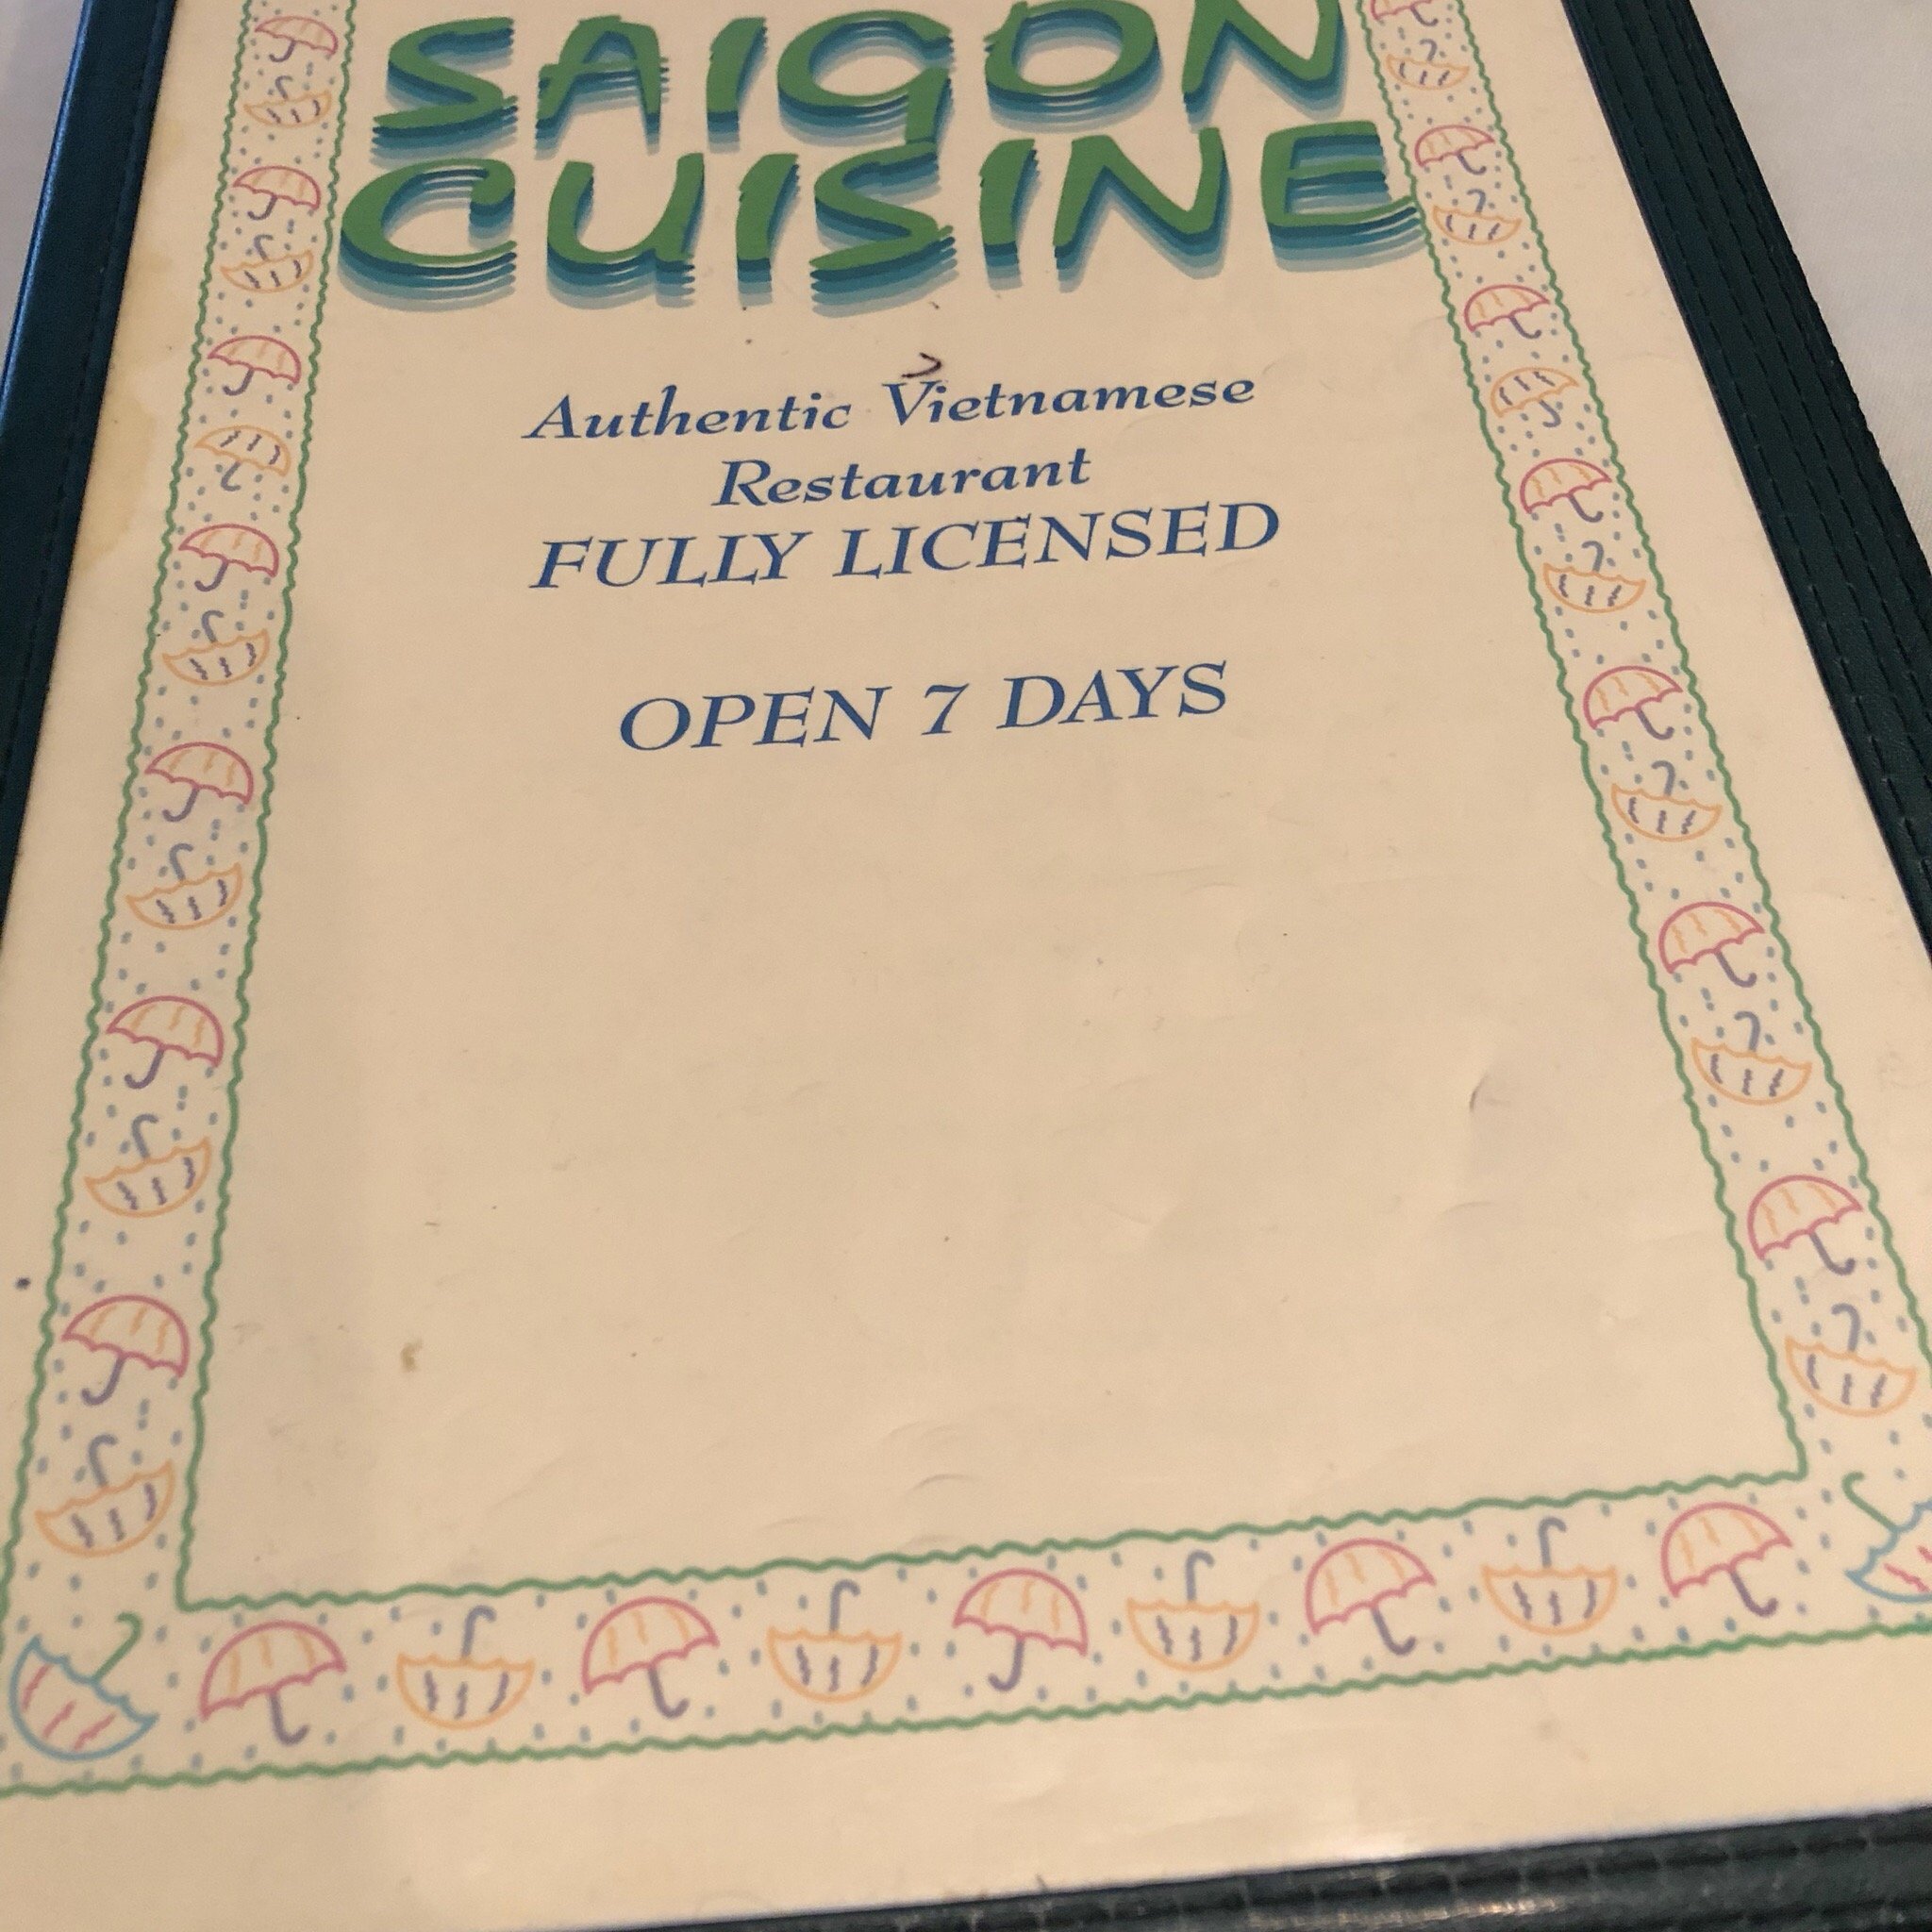 SAIGON
CUISINE
Authentic Vietnamese
Restaurant
FULLY LICENSED
OPEN 7 DAYS